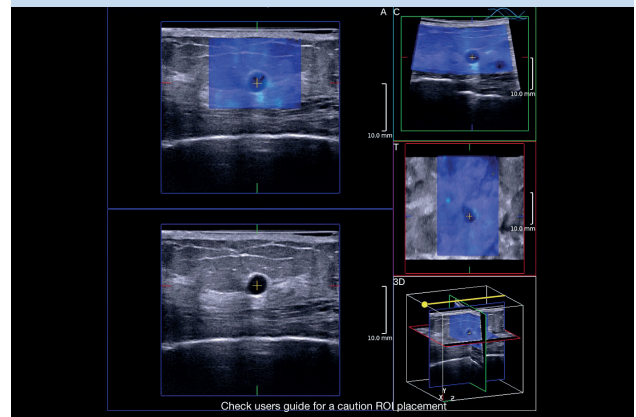 A
C
10.0 mm
10.0 mm
T
10.0 mm
10.0 mm
3D
Y
X
Z
Check users guide for a caution ROI placement